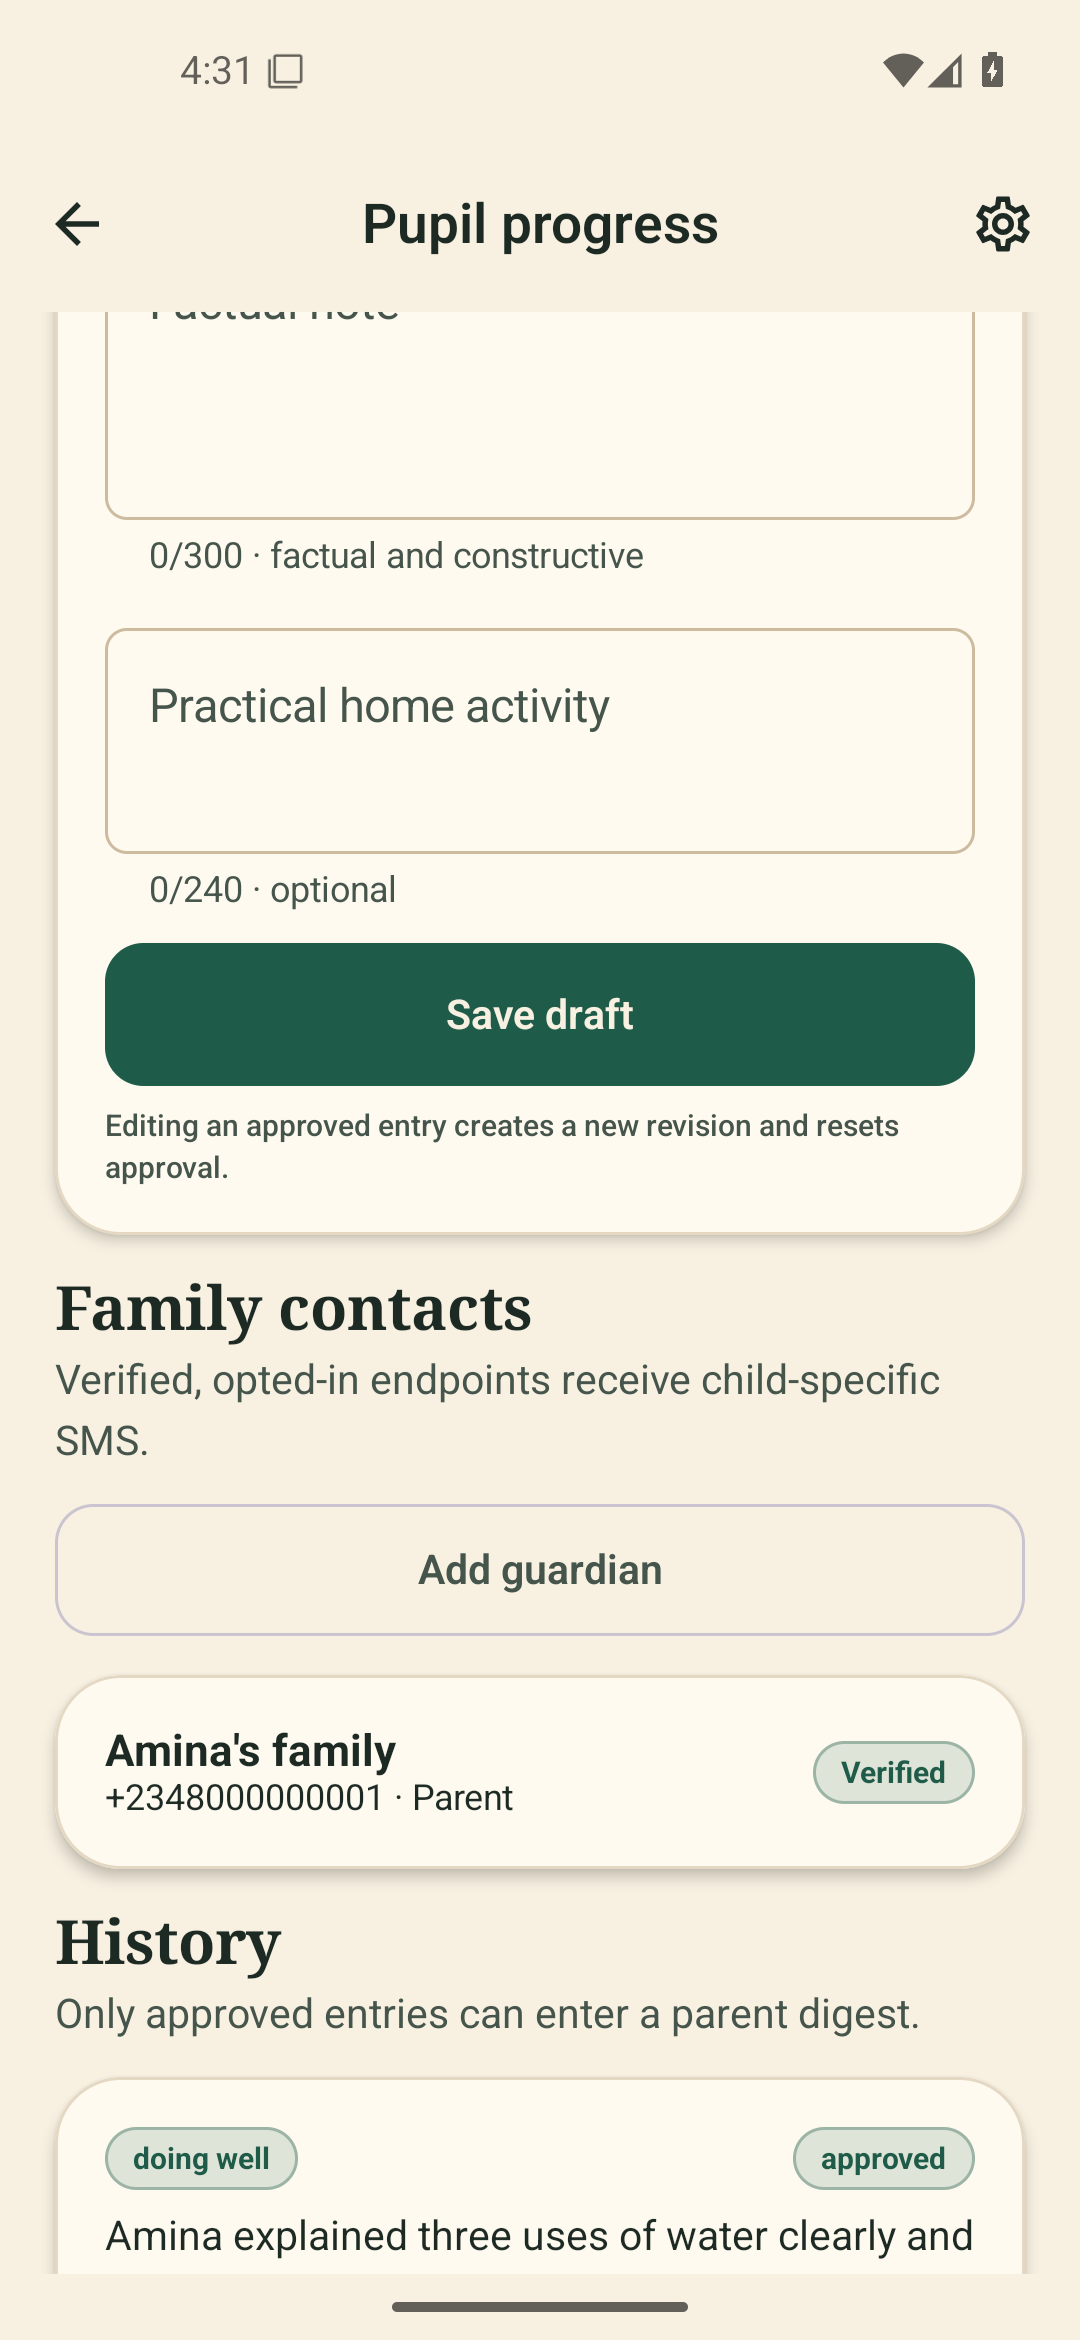 4:31
Pupil progress
Factual note
0/300 · factual and constructive
Practical home activity
0/240 · optional
Save draft
Editing an approved entry creates a new revision and resets
approval.
Family contacts
Verified, opted-in endpoints receive child-specific
SMS.
Add guardian
Amina's family
+2348000000001 · Parent
Verified
History
Only approved entries can enter a parent digest.
doing well
approved
Amina explained three uses of water clearly and